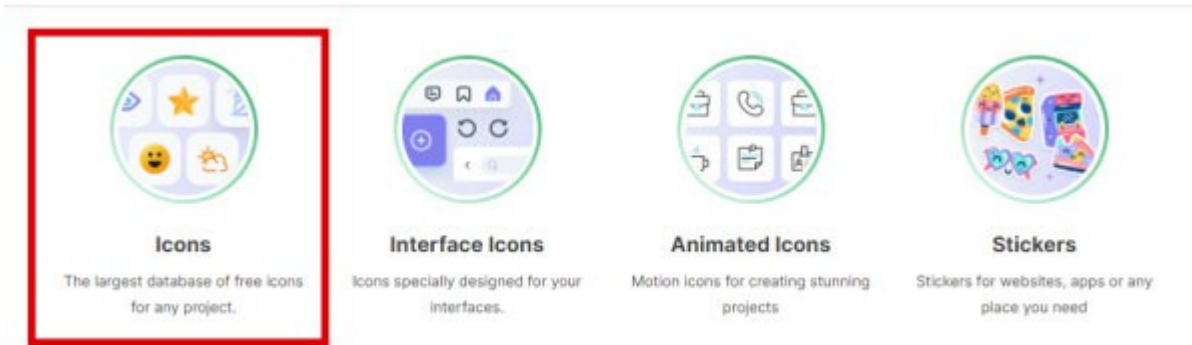 Icons
The largest database of free icons
for any project.
Interface Icons
Icons specially designed for your
interfaces.
Animated Icons
Motion icons for creating stunning
projects
Stickers
Stickers for websites, apps or any
place you need